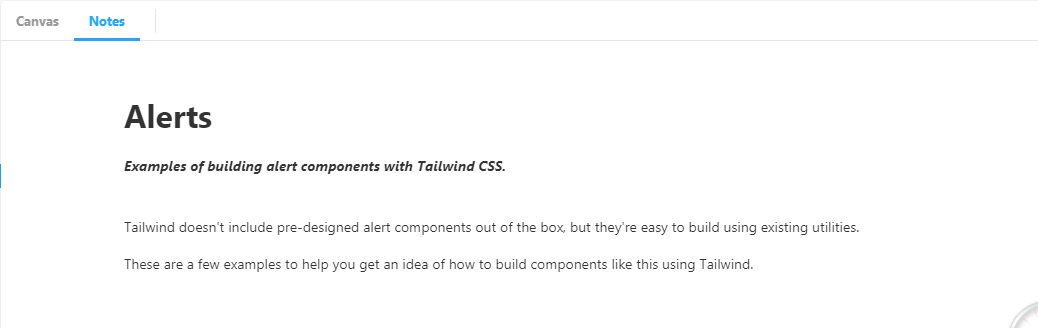 Canvas Notes
Alerts
Examples of building alert components with Tailwind CSS.
Tailwind doesn't include pre-designed alert components out of the box, but they're easy to build using existing utilities.
These are a few examples to help you get an idea of how to build components like this using Tailwind.